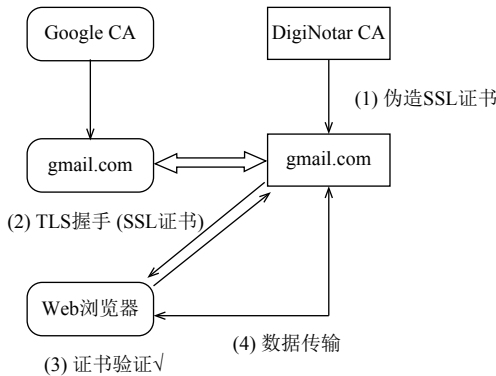 Google CA
DigiNotar CA
(1) 伪造SSL证书
gmail.com
gmail.com
(2) TLS握手 (SSL证书)
Web浏览器
(4) 数据传输
(3) 证书验证√